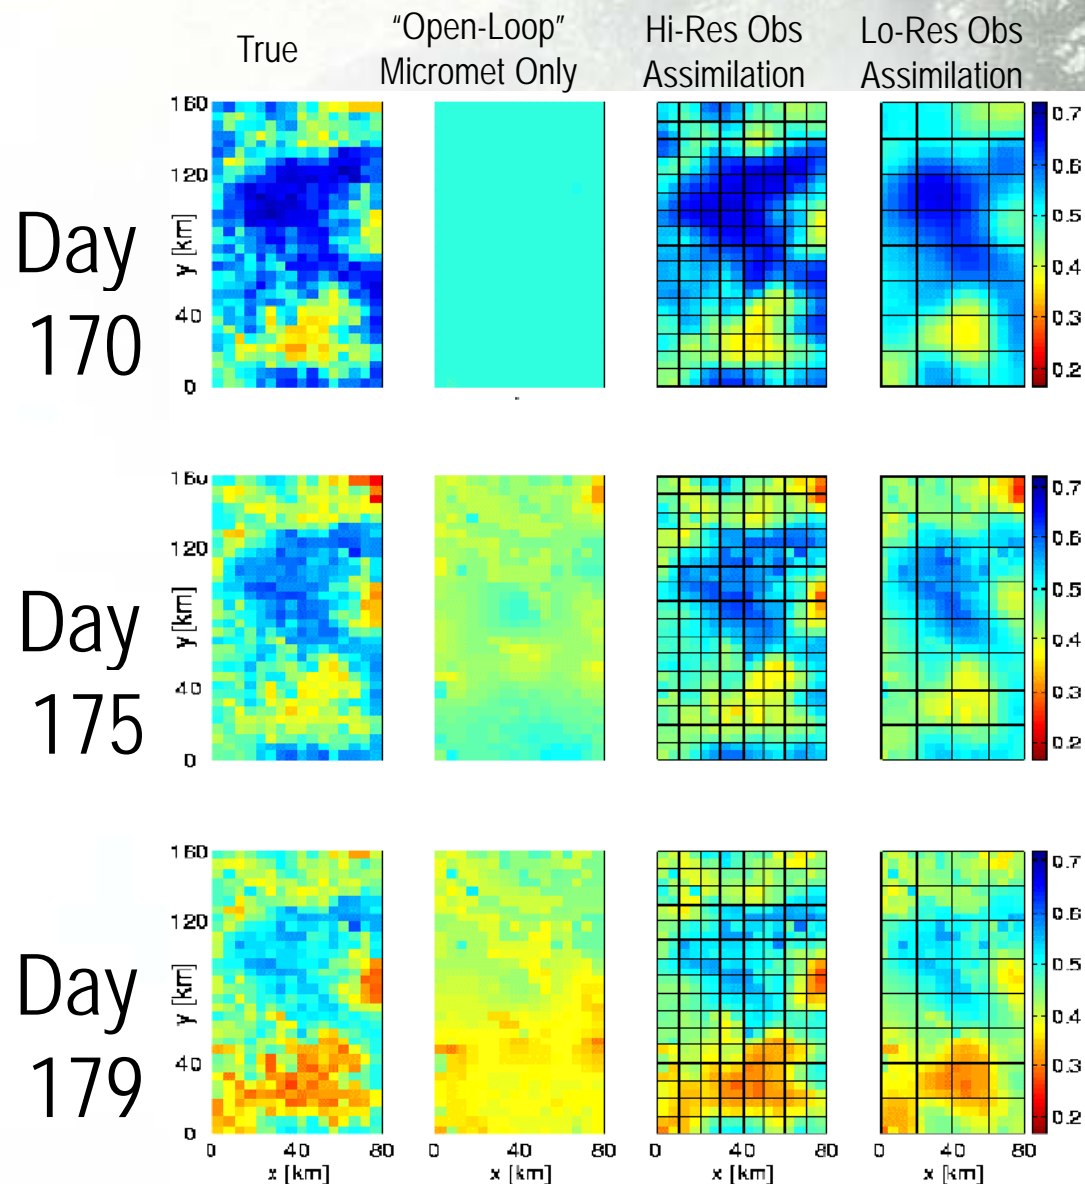 True
“Open-Loop”
Micromet Only
Hi-Res Obs
Assimilation
Lo-Res Obs
Assimilation
Day
170
y [km]
160
120
40
0
0.7
0.6
0.5
0.4
0.3
0.2
Day
175
y [km]
160
120
40
0
0.7
0.6
0.5
0.4
0.3
0.2
Day
179
y [km]
160
120
40
0
0.7
0.6
0.5
0.4
0.3
0.2
0 40 80
0 40 80
0 40 80
0 40 80
x [km]
x [km]
x [km]
x [km]